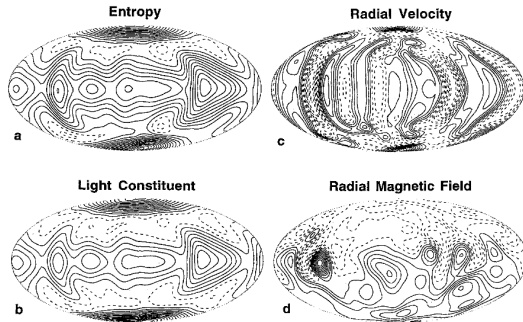 Entropy
Radial Velocity
a
c
Light Constituent
Radial Magnetic Field
b
d